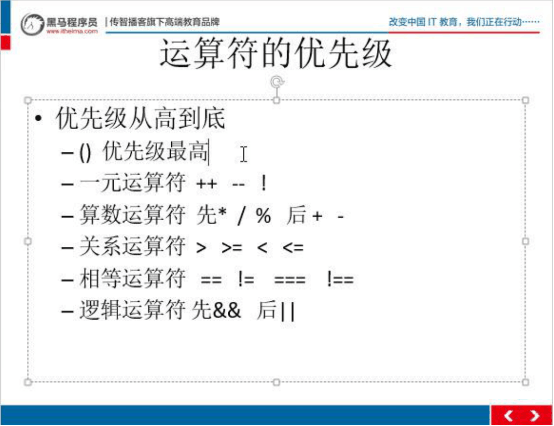 黑马程序员
www.itheima.com
传智播客旗下高端教育品牌
改变中国 IT 教育，我们正在行动……
运算符的优先级
• 优先级从高到底
– () 优先级最高
– 一元运算符 ++ -- !
– 算数运算符 先* / % 后 + -
– 关系运算符 > >= < <=
– 相等运算符 == != === !==
– 逻辑运算符 先&& 后||